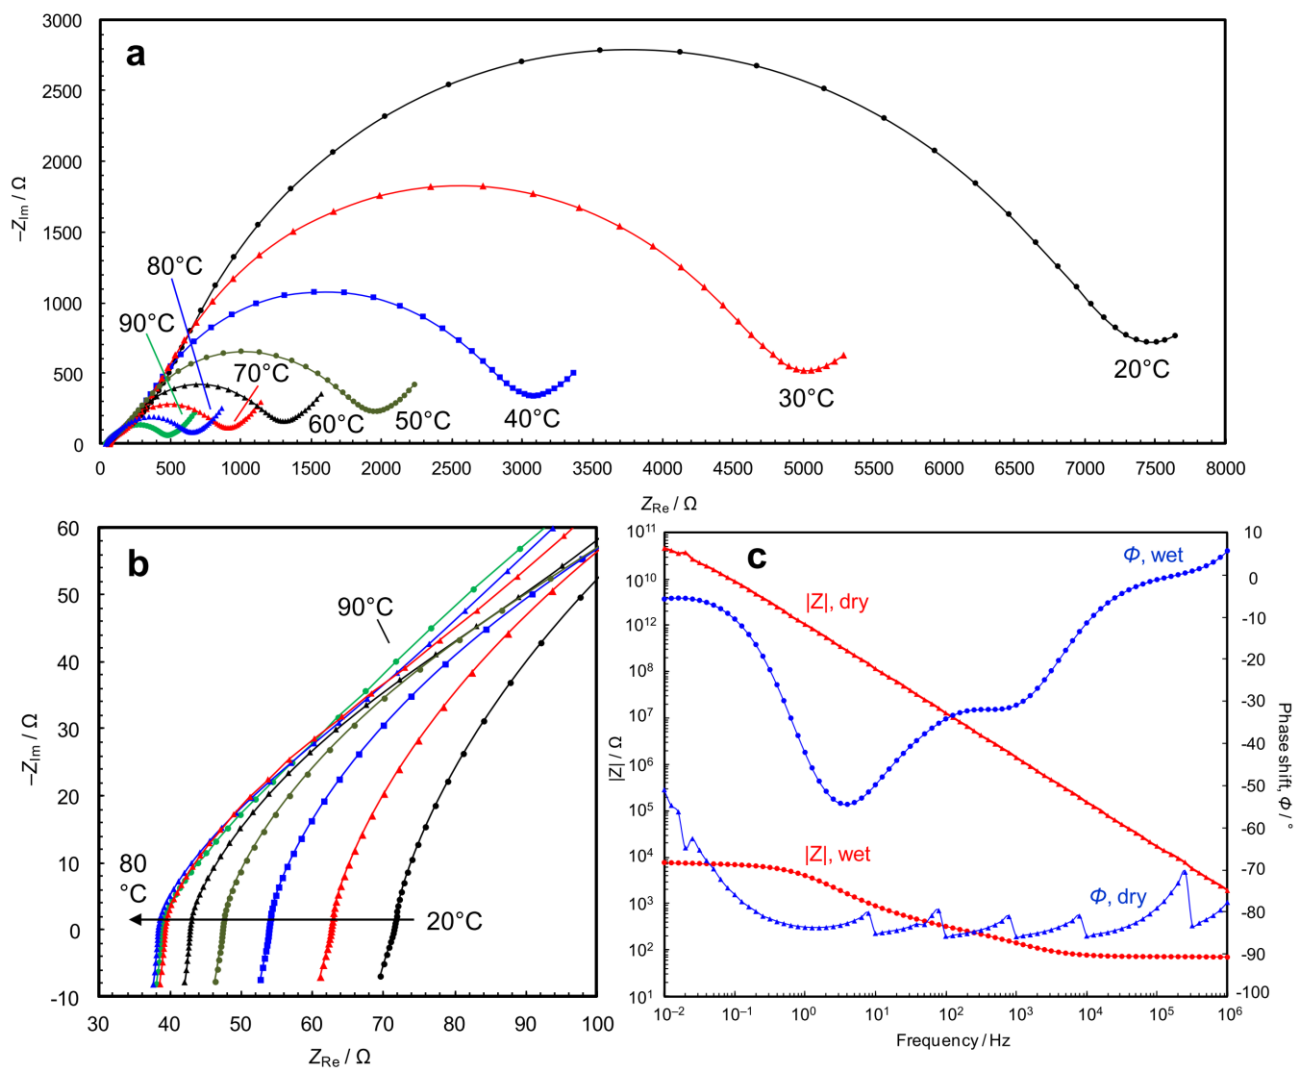 a
3000
2500
2000
1500
1000
500
0
−Z_Im / Ω
80°C
90°C
70°C
60°C
50°C
40°C
30°C
20°C
0 500 1000 1500 2000 2500 3000 3500 4000 4500 5000 5500 6000 6500 7000 7500 8000
Z_Re / Ω
b
60
50
40
30
20
10
0
-10
−Z_Im / Ω
90°C
80
°C
20°C
30 40 50 60 70 80 90 100
Z_Re / Ω
c
10¹¹
10¹⁰
10¹²
10⁸
10⁷
10⁶
10⁵
10⁴
10³
10²
10¹
|Z| / Ω
Φ, wet
|Z|, dry
|Z|, wet
Φ, dry
10
0
-10
-20
-30
-40
-50
-60
-70
-80
-90
-100
Phase shift, Φ / °
10⁻² 10⁻¹ 10⁰ 10¹ 10² 10³ 10⁴ 10⁵ 10⁶
Frequency / Hz